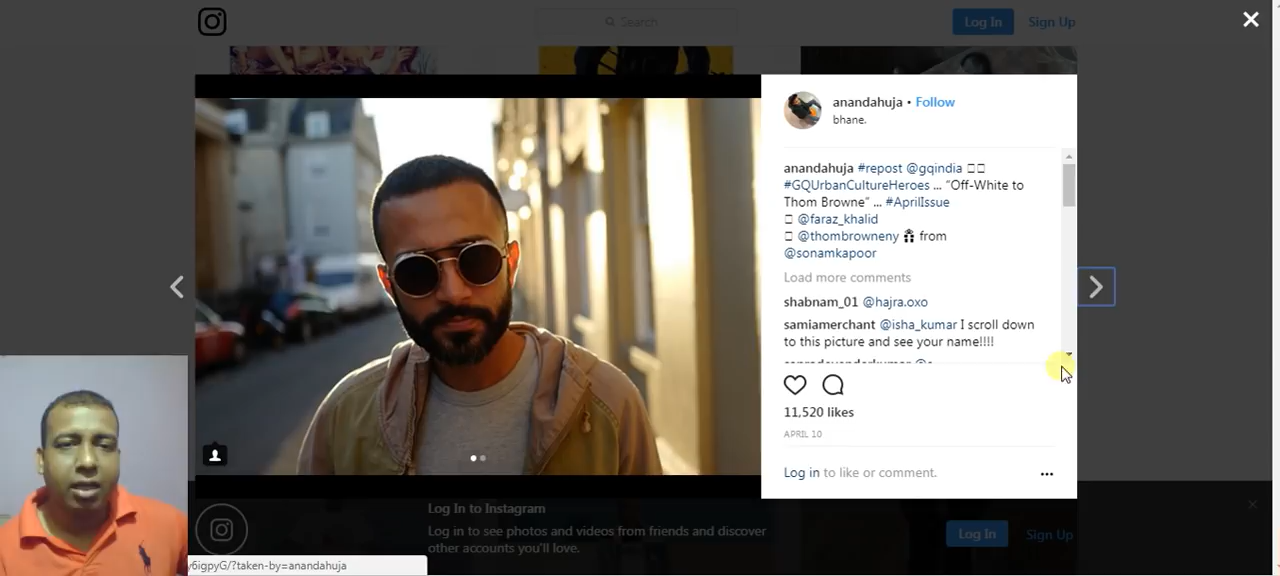 Search
Log In
Sign Up
anandahuja • Follow
bhane.
anandahuja #repost @gqindia
#GQUrbanCultureHeroes ... "Off-White to
Thom Browne" ... #AprilIssue
@faraz_khalid
@thombrowneny from
@sonamkapoor
Load more comments
shabnam_01 @hajra.oxo
samiamerchant @isha_kumar I scroll down
to this picture and see your name!!!!
11,520 likes
APRIL 10
Log in to like or comment.
Log In to Instagram
Log in to see photos and videos from friends and discover
other accounts you'll love.
Log In
Sign Up
y6igpyG/?taken-by=anandahuja